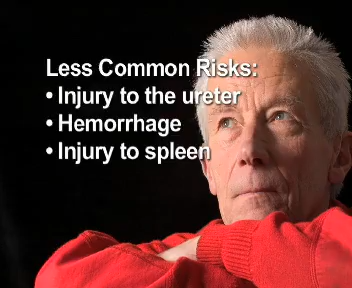 Less Common Risks:
• Injury to the ureter
• Hemorrhage
• Injury to spleen